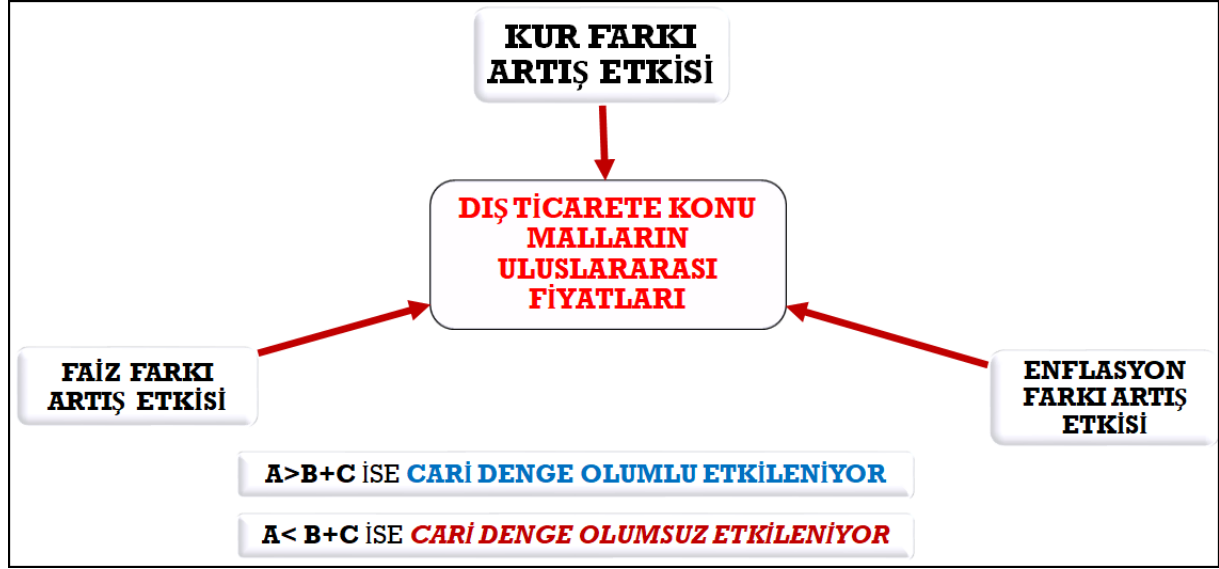 KUR FARKI
ARTIŞ ETKİSİ
DIŞ TİCARETE KONU
MALLARIN
ULUSLARARASI
FİYATLARI
FAİZ FARKI
ARTIŞ ETKİSİ
ENFLASYON
FARKI ARTIŞ
ETKİSİ
A>B+C İSE CARİ DENGE OLUMLU ETKİLENİYOR
A< B+C İSE CARİ DENGE OLUMSUZ ETKİLENİYOR